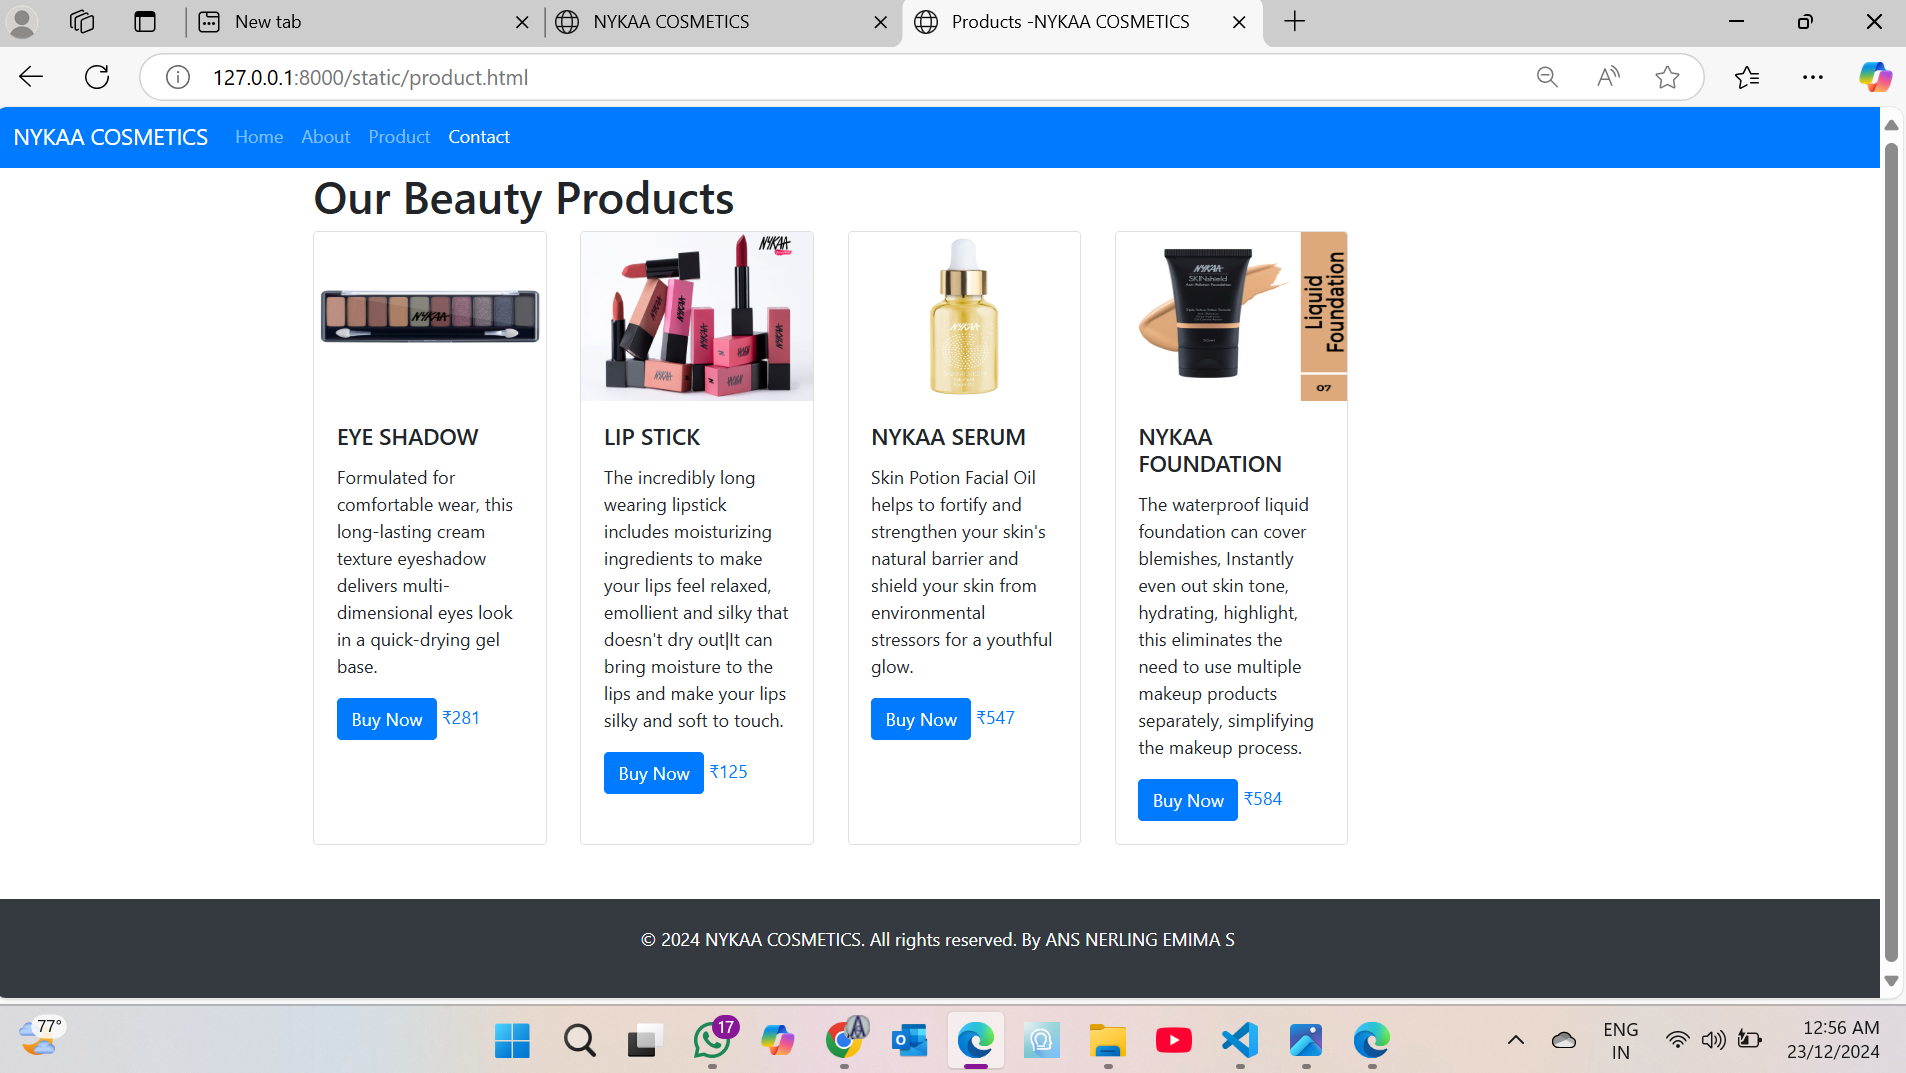 New tab
NYKAA COSMETICS
Products -NYKAA COSMETICS
127.0.0.1:8000/static/product.html
NYKAA COSMETICS
Home
About
Product
Contact
Our Beauty Products
NYKAA
NYKAA
NYKAA
NYKAA
SKINshield
Liquid
Foundation
07
EYE SHADOW
Formulated for
comfortable wear, this
long-lasting cream
texture eyeshadow
delivers multi-
dimensional eyes look
in a quick-drying gel
base.
Buy Now ₹281
LIP STICK
The incredibly long
wearing lipstick
includes moisturizing
ingredients to make
your lips feel relaxed,
emollient and silky that
doesn't dry out|It can
bring moisture to the
lips and make your lips
silky and soft to touch.
Buy Now ₹125
NYKAA SERUM
Skin Potion Facial Oil
helps to fortify and
strengthen your skin's
natural barrier and
shield your skin from
environmental
stressors for a youthful
glow.
Buy Now ₹547
NYKAA
FOUNDATION
The waterproof liquid
foundation can cover
blemishes, Instantly
even out skin tone,
hydrating, highlight,
this eliminates the
need to use multiple
makeup products
separately, simplifying
the makeup process.
Buy Now ₹584
© 2024 NYKAA COSMETICS. All rights reserved. By ANS NERLING EMIMA S
77°
17
ENG
IN
12:56 AM
23/12/2024